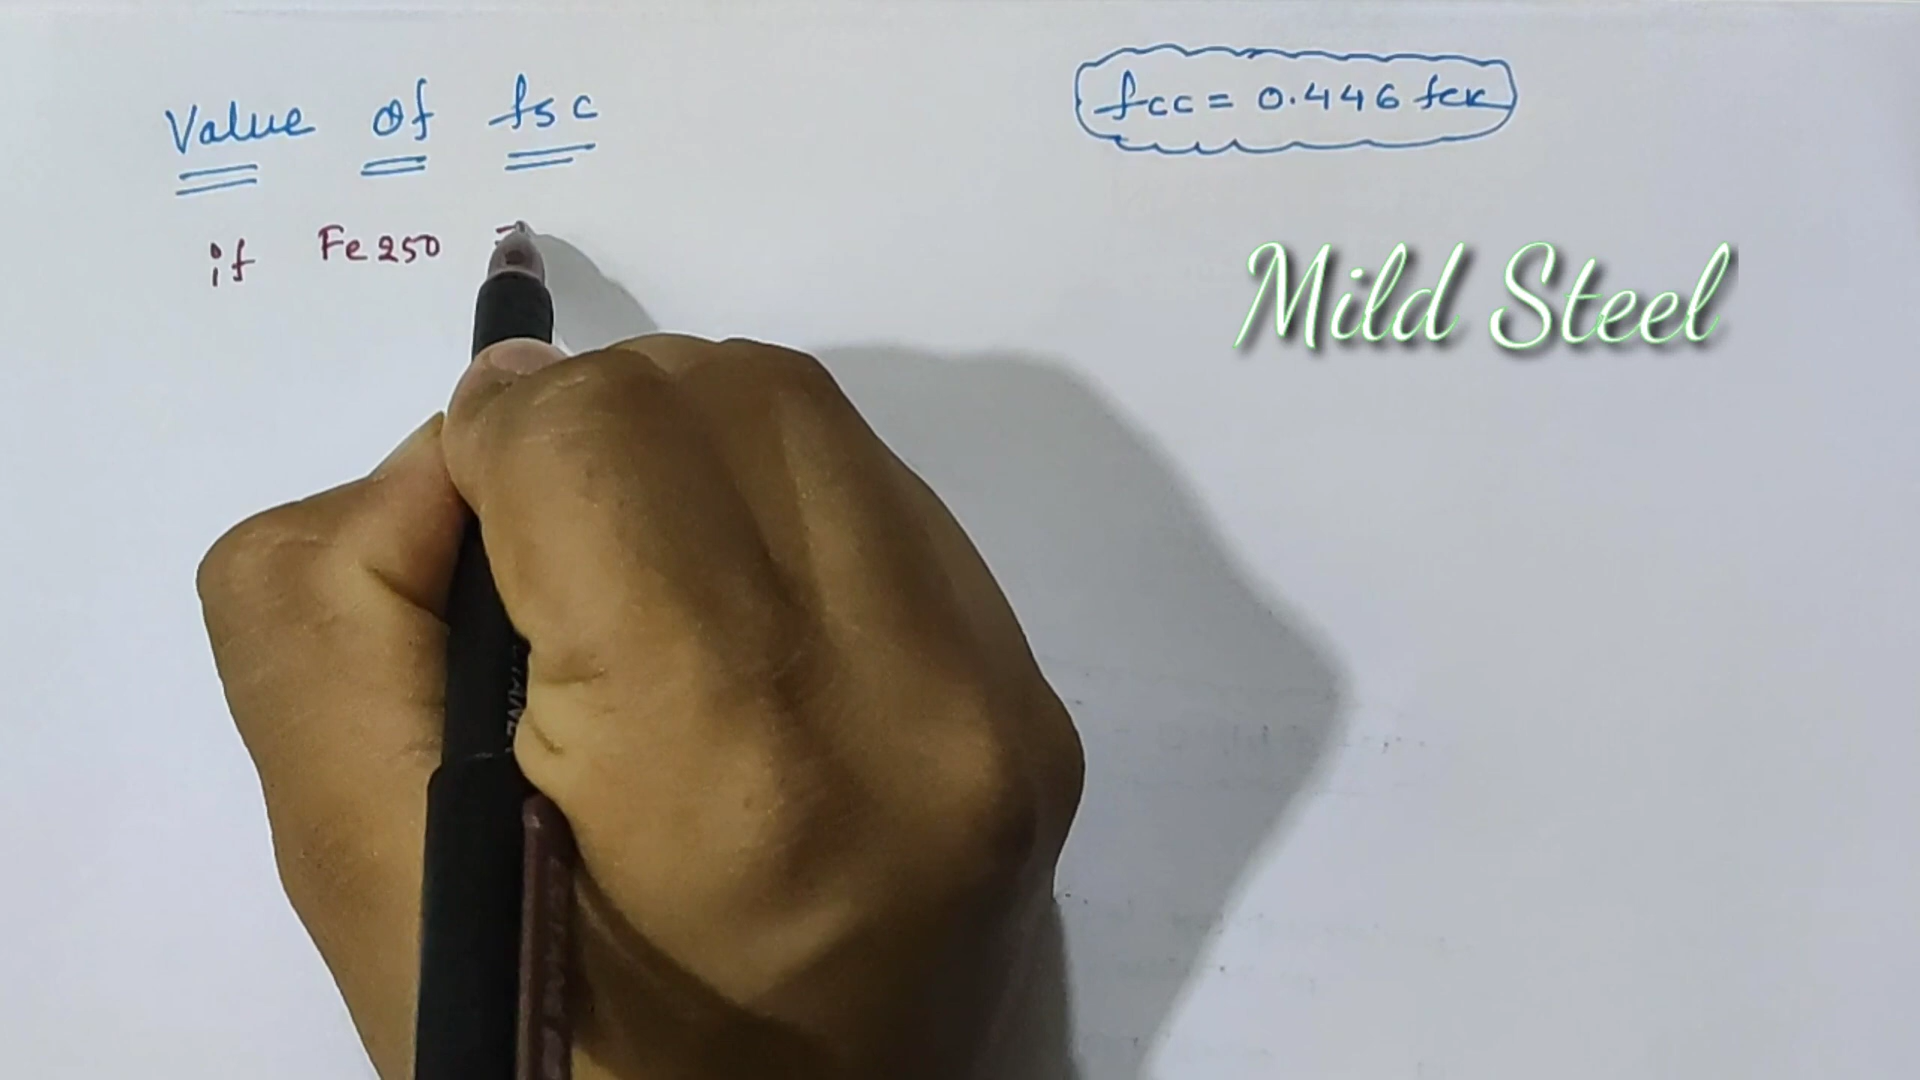 Value of fsc
fcc = 0.446 fck
if Fe250
Mild Steel